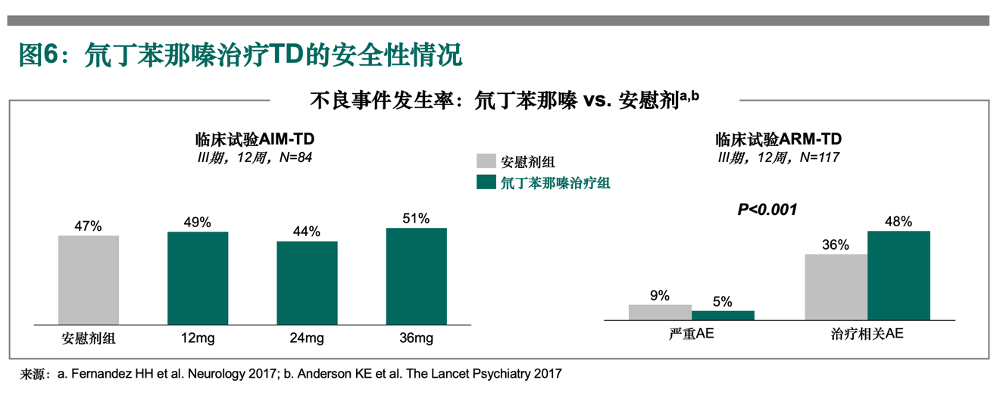 图6：氘丁苯那嗪治疗TD的安全性情况
不良事件发生率：氘丁苯那嗪 vs. 安慰剂a,b
临床试验AIM-TD
III期，12周，N=84
47%
49%
44%
51%
安慰剂组
12mg
24mg
36mg
安慰剂组
氘丁苯那嗪治疗组
临床试验ARM-TD
III期，12周，N=117
P<0.001
9%
5%
36%
48%
严重AE
治疗相关AE
来源：a. Fernandez HH et al. Neurology 2017; b. Anderson KE et al. The Lancet Psychiatry 2017